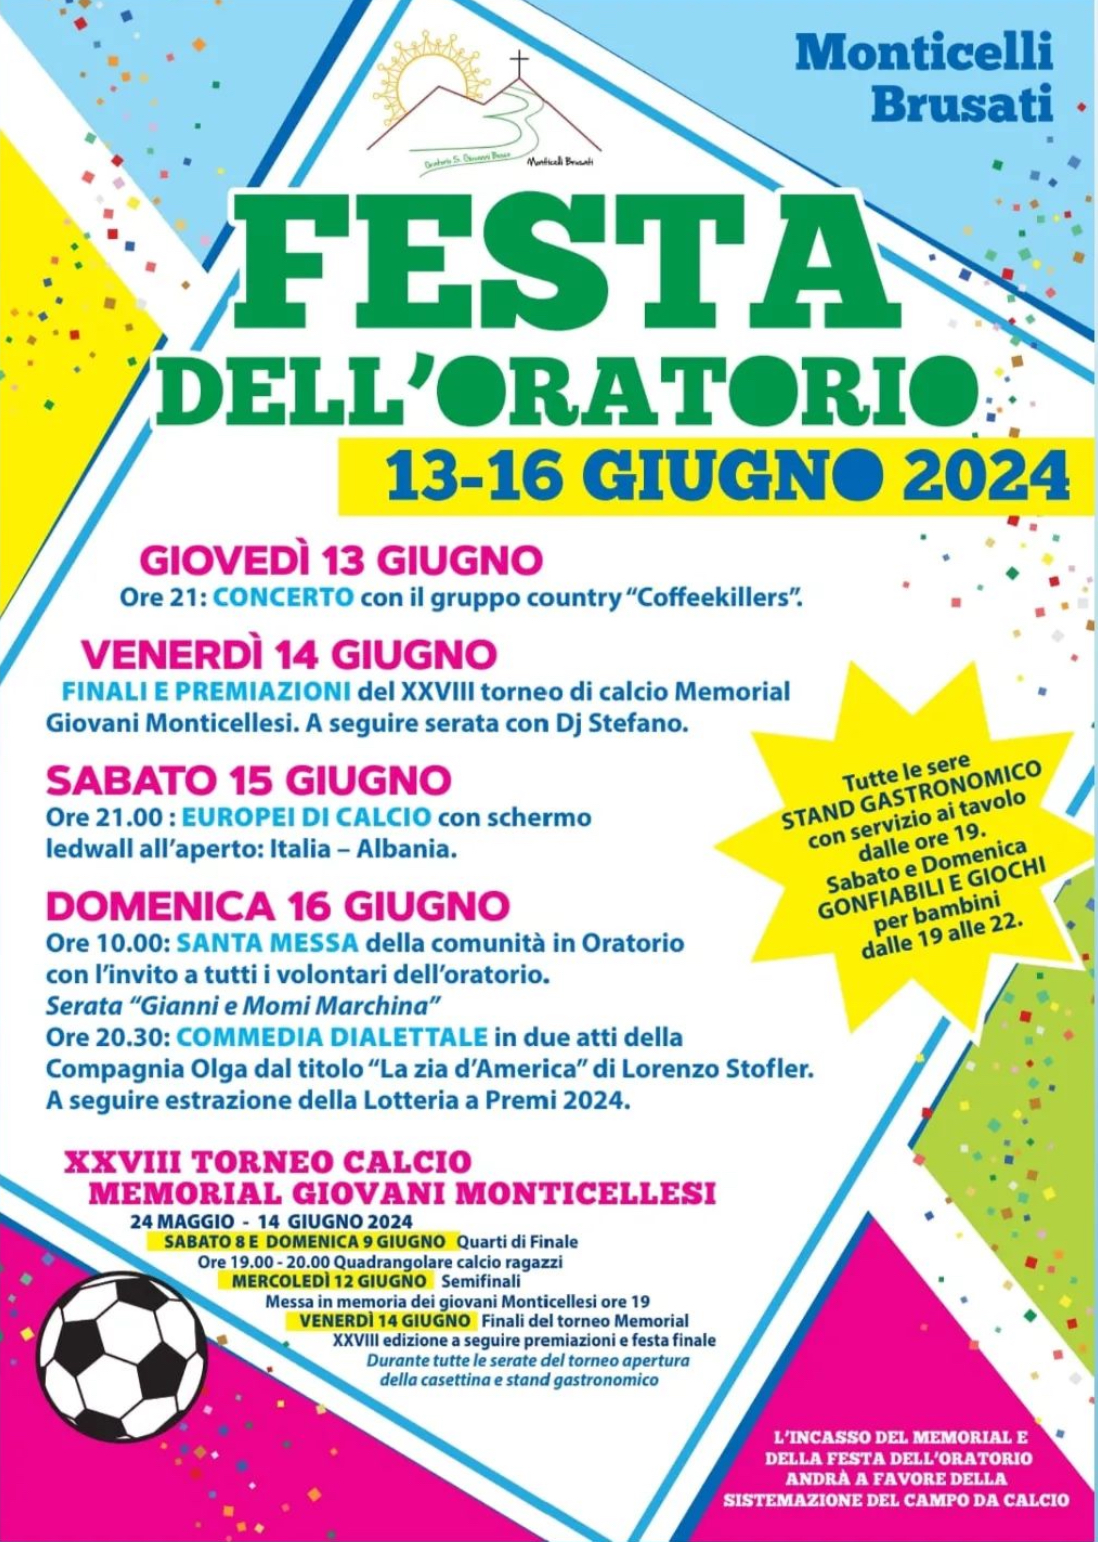 Monticelli
Brusati
Oratorio S. Giovanni Bosco
Monticelli Brusati
FESTA
DELL'ORATORIO
13-16 GIUGNO 2024
GIOVEDÌ 13 GIUGNO
Ore 21: CONCERTO con il gruppo country “Coffeekillers”.
VENERDÌ 14 GIUGNO
FINALI E PREMIAZIONI del XXVIII torneo di calcio Memorial
Giovani Monticellesi. A seguire serata con Dj Stefano.
SABATO 15 GIUGNO
Ore 21.00 : EUROPEI DI CALCIO con schermo
ledwall all'aperto: Italia – Albania.
Tutte le sere
STAND GASTRONOMICO
con servizio ai tavolo
dalle ore 19.
Sabato e Domenica
GONFIABILI E GIOCHI
per bambini
dalle 19 alle 22.
DOMENICA 16 GIUGNO
Ore 10.00: SANTA MESSA della comunità in Oratorio
con l'invito a tutti i volontari dell'oratorio.
Serata “Gianni e Momi Marchina”
Ore 20.30: COMMEDIA DIALETTALE in due atti della
Compagnia Olga dal titolo “La zia d'America” di Lorenzo Stofler.
A seguire estrazione della Lotteria a Premi 2024.
XXVIII TORNEO CALCIO
MEMORIAL GIOVANI MONTICELLESI
24 MAGGIO - 14 GIUGNO 2024
SABATO 8 E DOMENICA 9 GIUGNO Quarti di Finale
Ore 19.00 - 20.00 Quadrangolare calcio ragazzi
MERCOLEDÌ 12 GIUGNO Semifinali
Messa in memoria dei giovani Monticellesi ore 19
VENERDÌ 14 GIUGNO Finali del torneo Memorial
XXVIII edizione a seguire premiazioni e festa finale
Durante tutte le serate del torneo apertura
della casettina e stand gastronomico
L'INCASSO DEL MEMORIAL E
DELLA FESTA DELL'ORATORIO
ANDRÀ A FAVORE DELLA
SISTEMAZIONE DEL CAMPO DA CALCIO